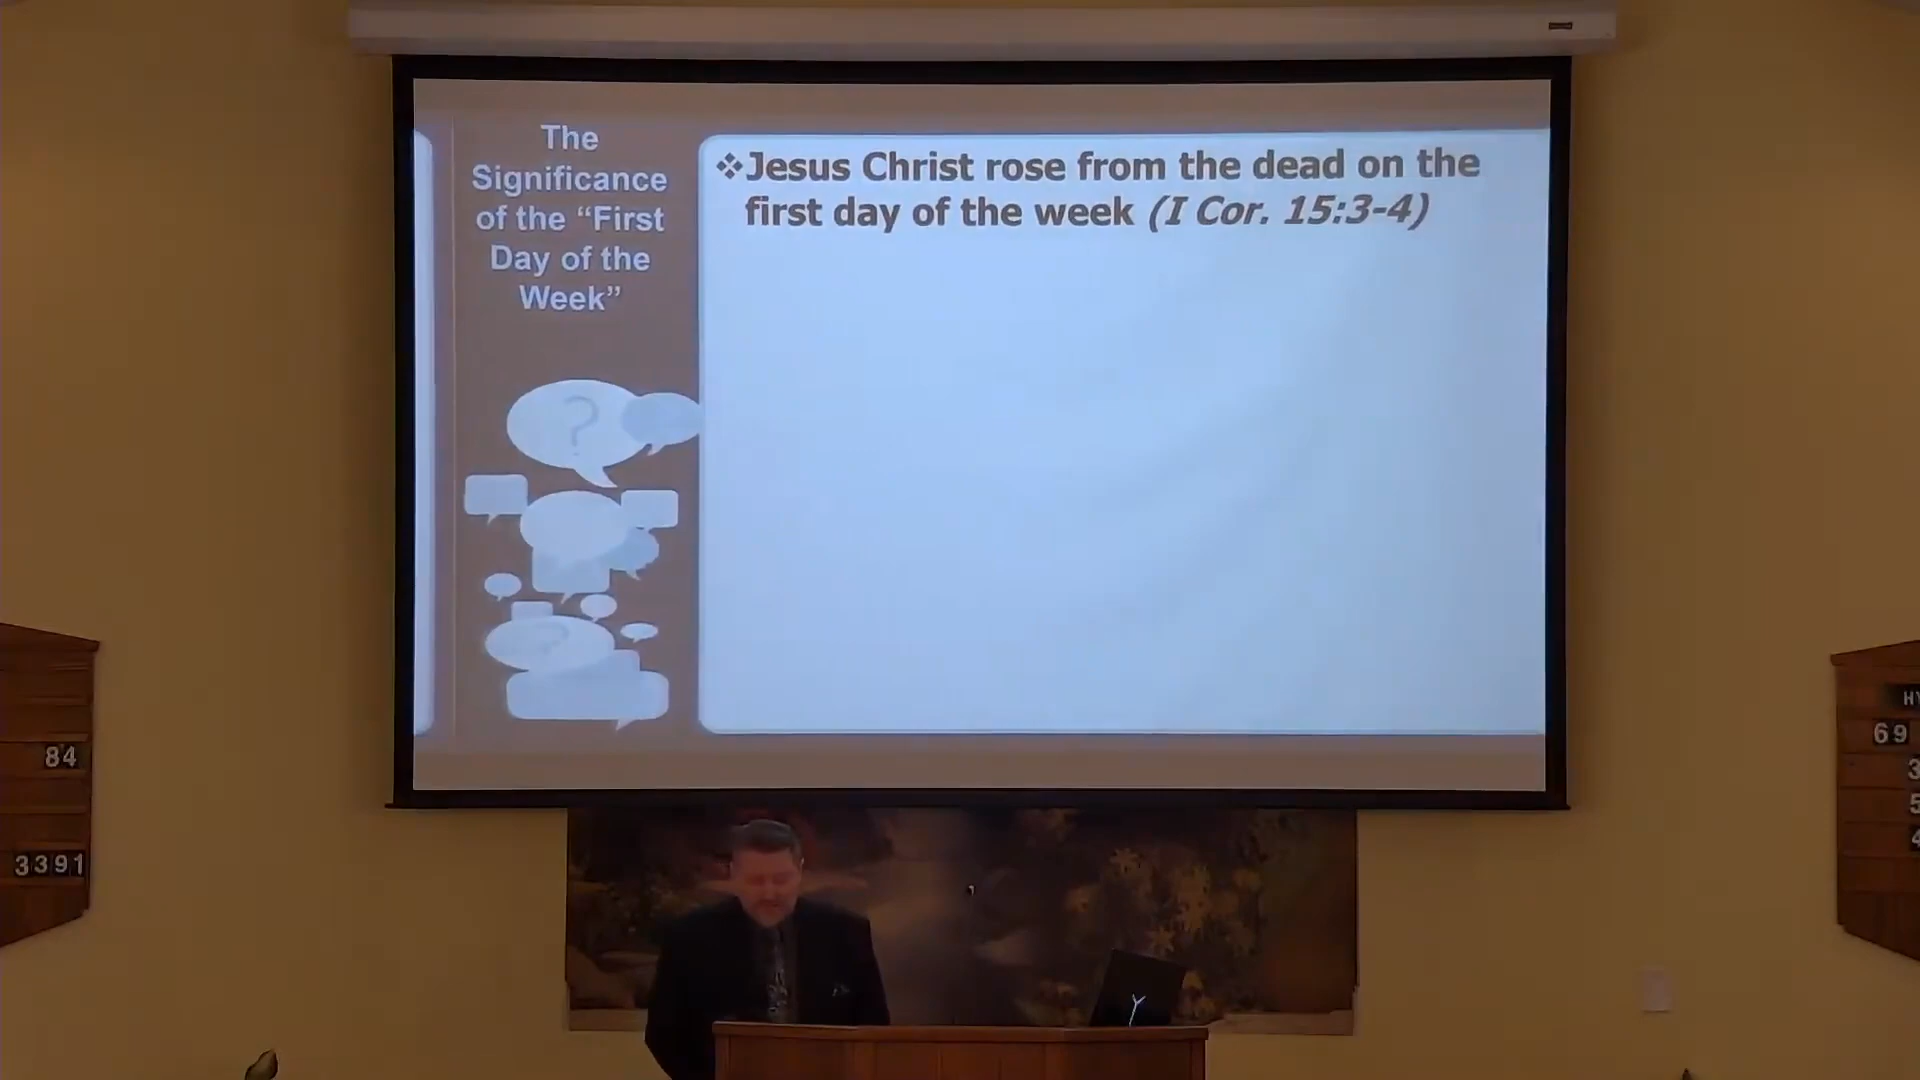 The
Significance
of the “First
Day of the
Week”
❖Jesus Christ rose from the dead on the
first day of the week (I Cor. 15:3-4)
?
84
3391
69